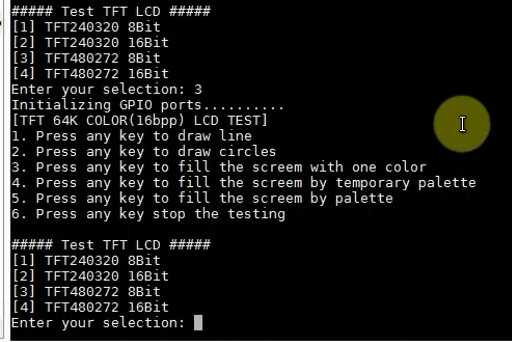 ##### Test TFT LCD #####
[1] TFT240320 8Bit
[2] TFT240320 16Bit
[3] TFT480272 8Bit
[4] TFT480272 16Bit
Enter your selection: 3
Initializing GPIO ports..........
[TFT 64K COLOR(16bpp) LCD TEST]
1. Press any key to draw line
2. Press any key to draw circles
3. Press any key to fill the screem with one color
4. Press any key to fill the screem by temporary palette
5. Press any key to fill the screem by palette
6. Press any key stop the testing
##### Test TFT LCD #####
[1] TFT240320 8Bit
[2] TFT240320 16Bit
[3] TFT480272 8Bit
[4] TFT480272 16Bit
Enter your selection: